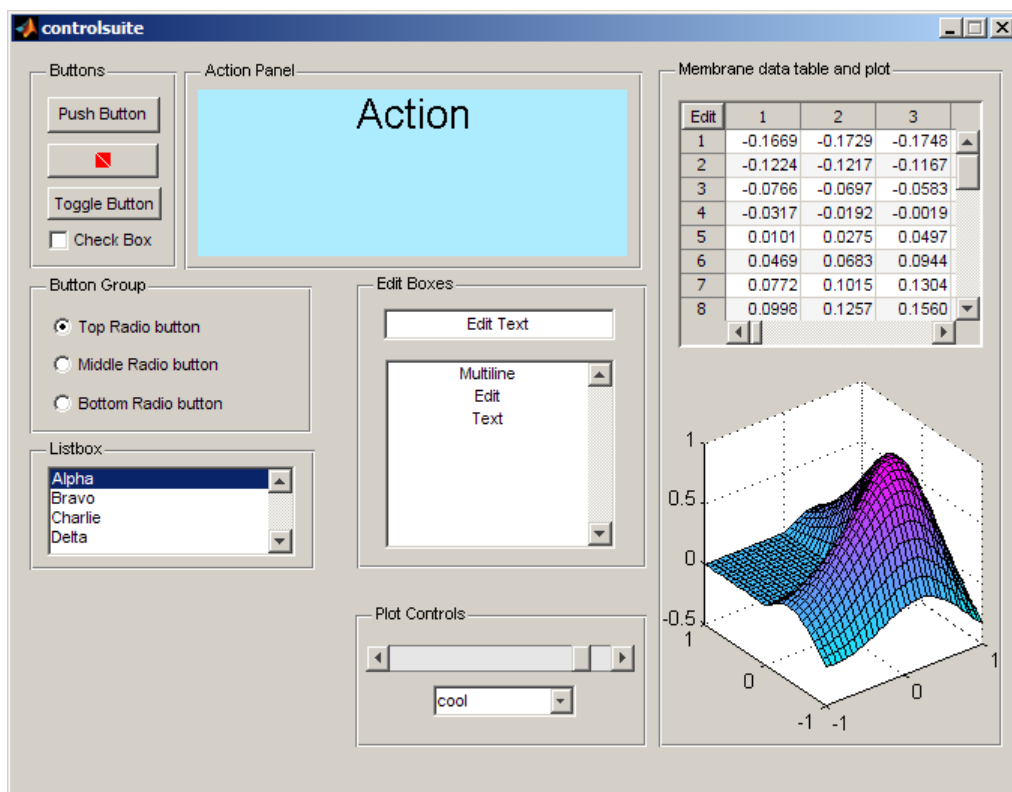 controlsuite
Buttons
Push Button
Toggle Button
Check Box
Action Panel
Action
Button Group
Top Radio button
Middle Radio button
Bottom Radio button
Listbox
Alpha
Bravo
Charlie
Delta
Edit Boxes
Edit Text
Multiline
Edit
Text
Plot Controls
cool
Membrane data table and plot
Edit 1 2 3
1 -0.1669 -0.1729 -0.1748
2 -0.1224 -0.1217 -0.1167
3 -0.0766 -0.0697 -0.0583
4 -0.0317 -0.0192 -0.0019
5 0.0101 0.0275 0.0497
6 0.0469 0.0683 0.0944
7 0.0772 0.1015 0.1304
8 0.0998 0.1257 0.1560
1
0.5
0
-0.5
1
0
-1
-1
0
1